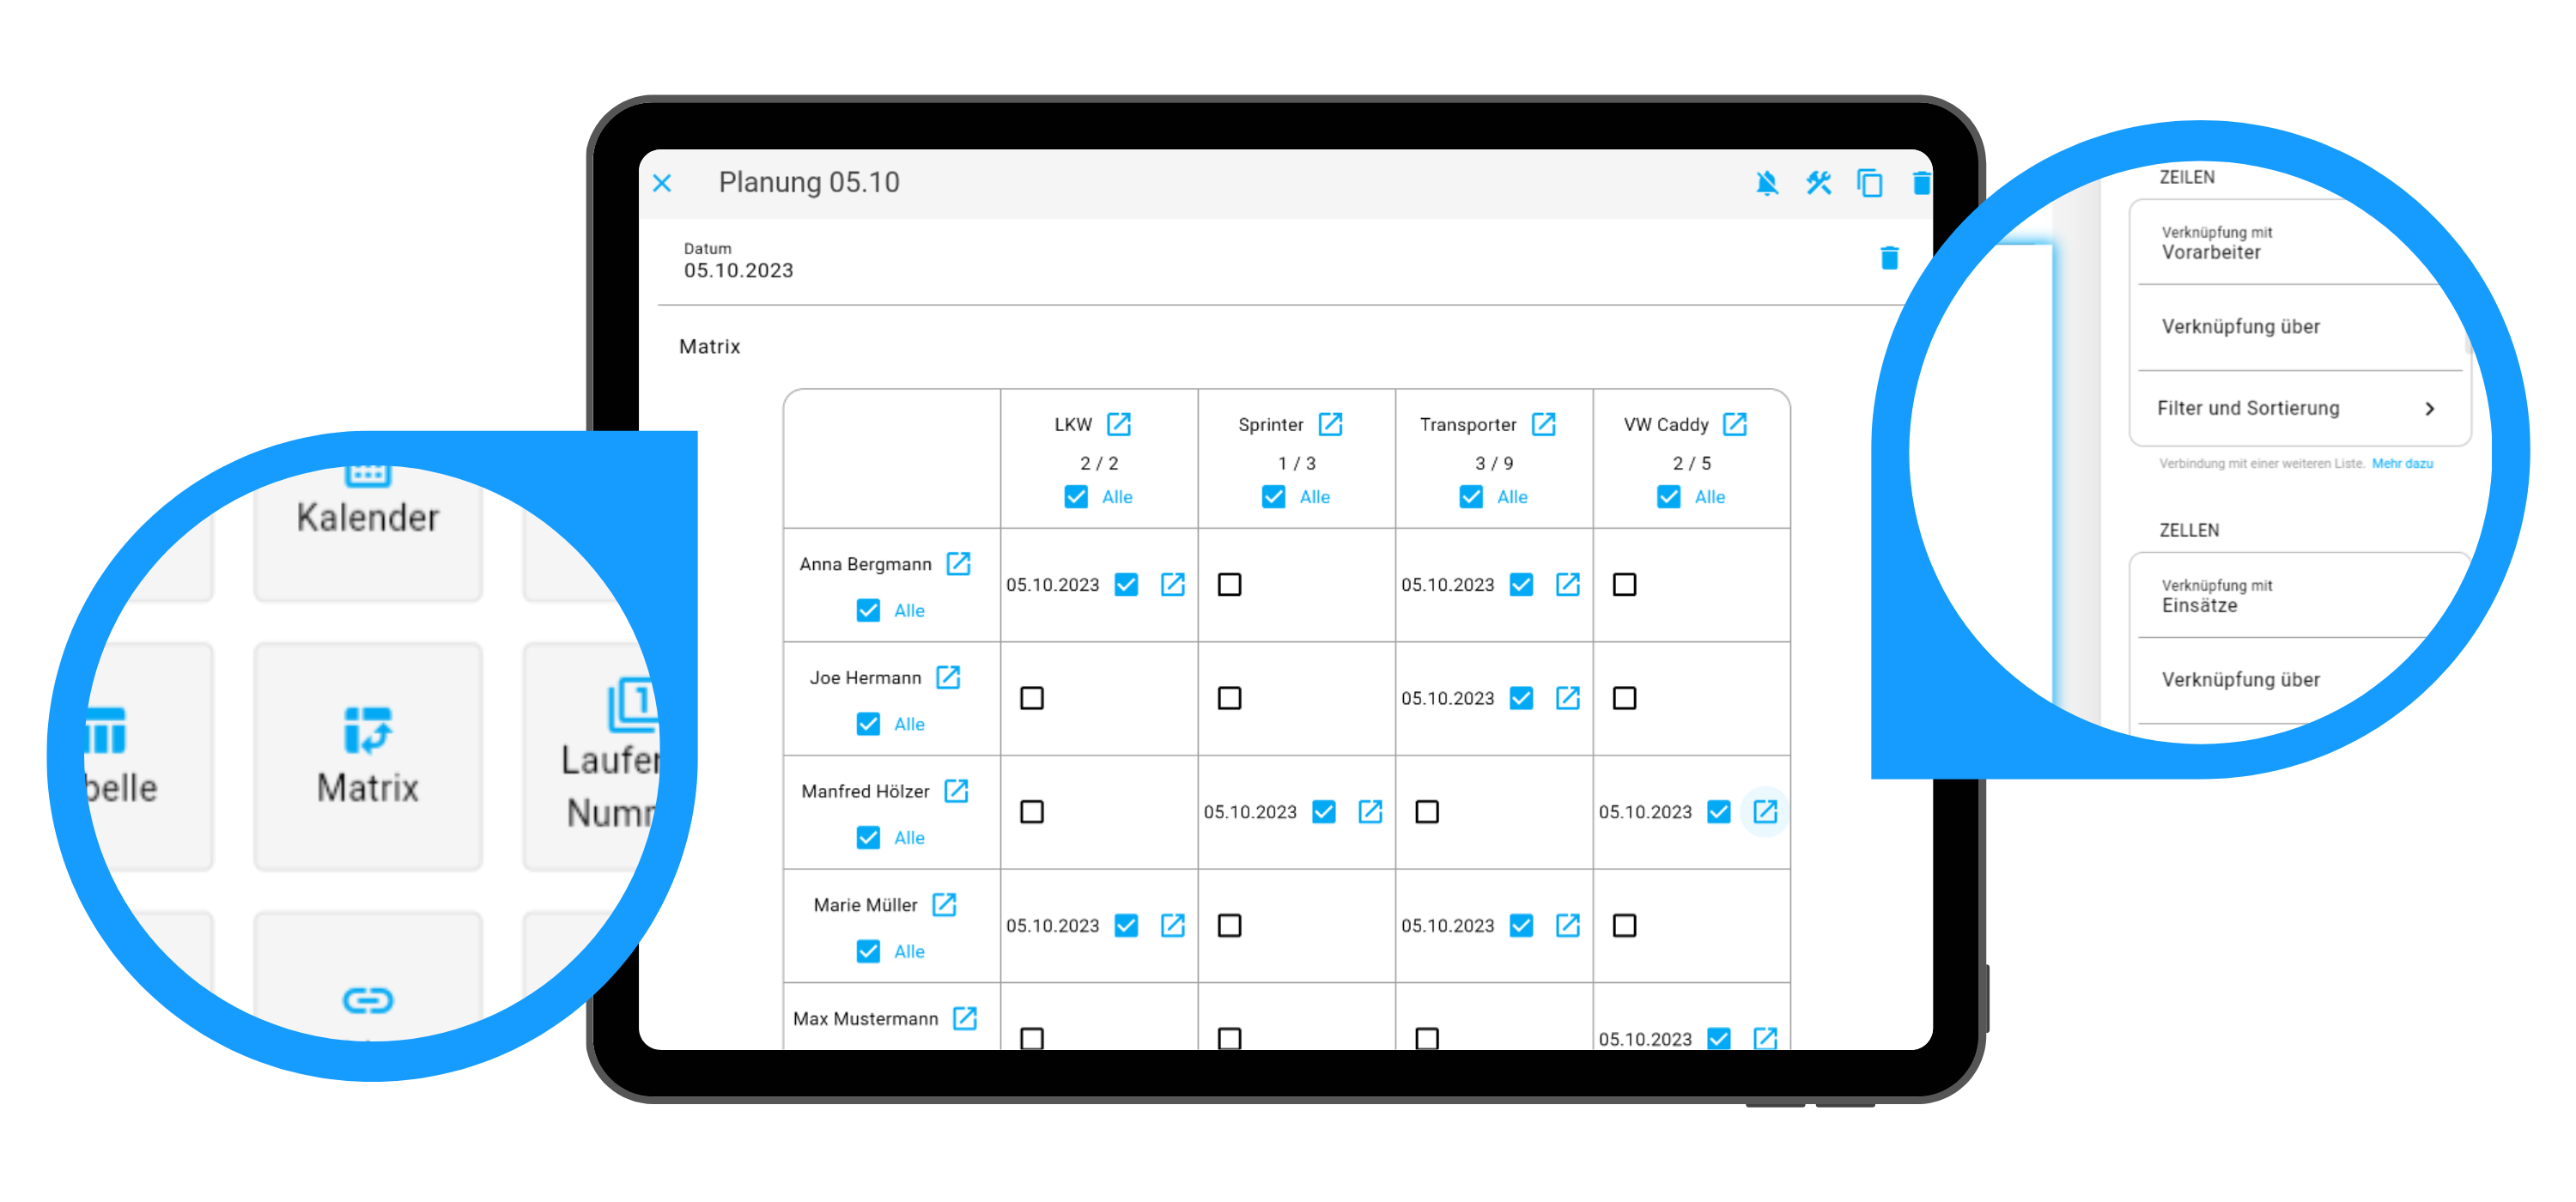 Planung 05.10
Datum
05.10.2023
Matrix
LKW
2 / 2
Alle
Sprinter
1 / 3
Alle
Transporter
3 / 9
Alle
VW Caddy
2 / 5
Alle
Anna Bergmann
Alle
05.10.2023
05.10.2023
Joe Hermann
Alle
05.10.2023
Manfred Hölzer
Alle
05.10.2023
05.10.2023
Marie Müller
Alle
05.10.2023
05.10.2023
Max Mustermann
05.10.2023
Kalender
belle
Matrix
Laufer
Numr
ZEILEN
Verknüpfung mit
Vorarbeiter
Verknüpfung über
Filter und Sortierung
Verbindung mit einer weiteren Liste. Mehr dazu
ZELLEN
Verknüpfung mit
Einsätze
Verknüpfung über